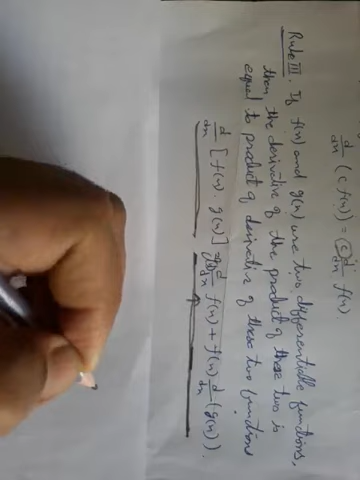 d/dx (c f(x)) = c d/dx f(x)
Rule III. If f(x) and g(x) are two differentiable functions,
then the derivative of the product of these two is
equal to product of derivative of these two functions
d/dx [f(x) . g(x)] = d/dx f(x) + f(x) d/dx (g(x)).